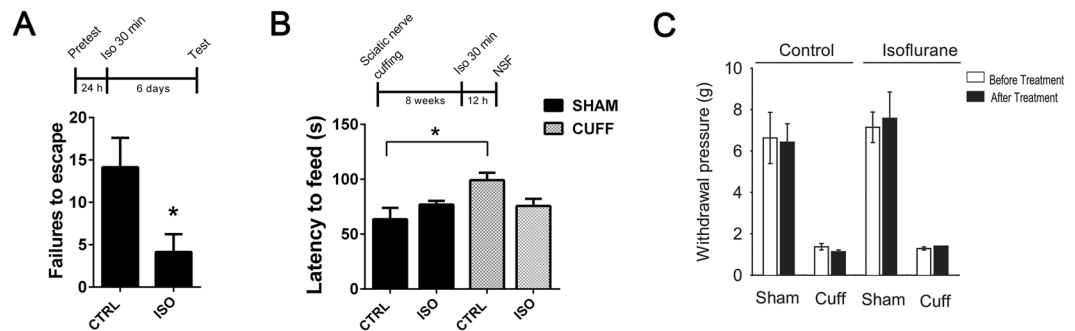 A
Pretest
Iso 30 min
Test
24 h
6 days
Failures to escape
20
15
10
5
0
*
CTRL
ISO
B
Sciatic nerve
cuffing
Iso 30 min
NSF
8 weeks
12 h
SHAM
CUFF
Latency to feed (s)
150
100
50
0
*
CTRL
ISO
CTRL
ISO
C
Control
Isoflurane
Before Treatment
After Treatment
Withdrawal pressure (g)
10
8
6
4
2
0
Sham
Cuff
Sham
Cuff